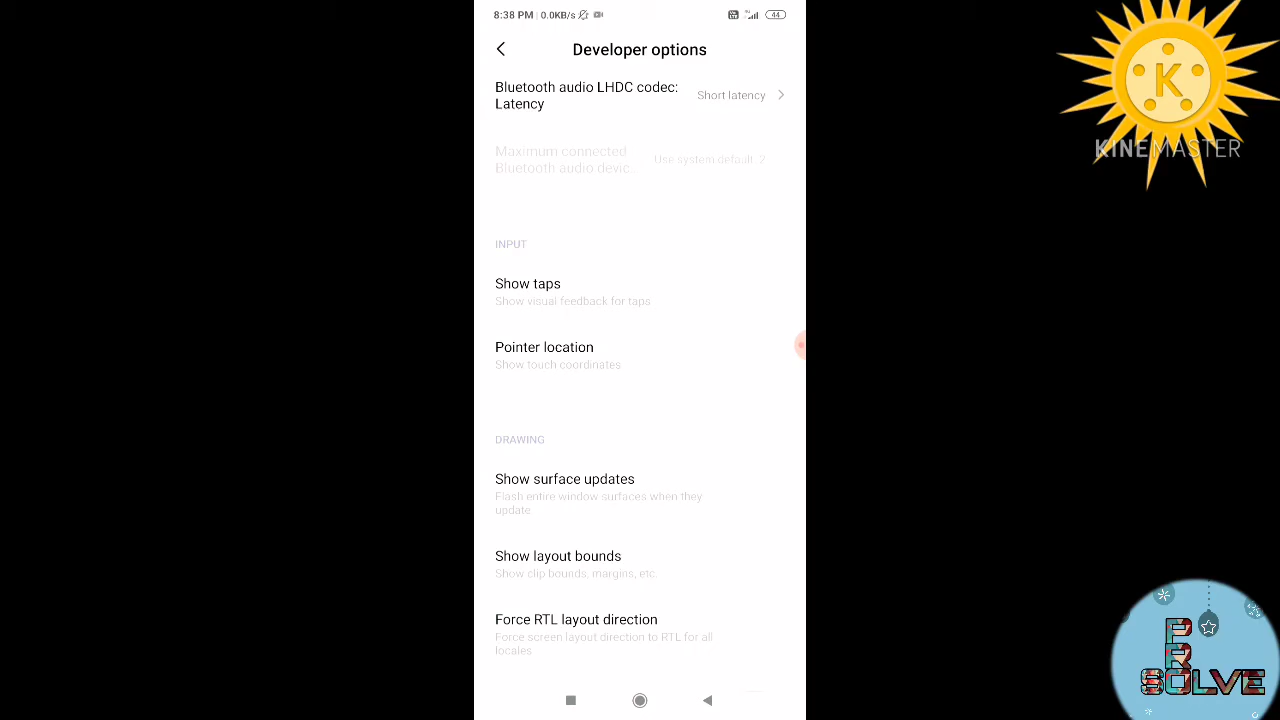 8:38 PM 0.0KB/s 44
Developer options
Bluetooth audio LHDC codec:
Latency
Short latency
Maximum connected
Bluetooth audio devic..
Use system default: 2
INPUT
Show taps
Show visual feedback for taps
Pointer location
Show touch coordinates
DRAWING
Show surface updates
Flash entire window surfaces when they
update
Show layout bounds
Show clip bounds, margins, etc.
Force RTL layout direction
Force screen layout direction to RTL for all
locales
K
KINEMASTER
PR
SOLVE